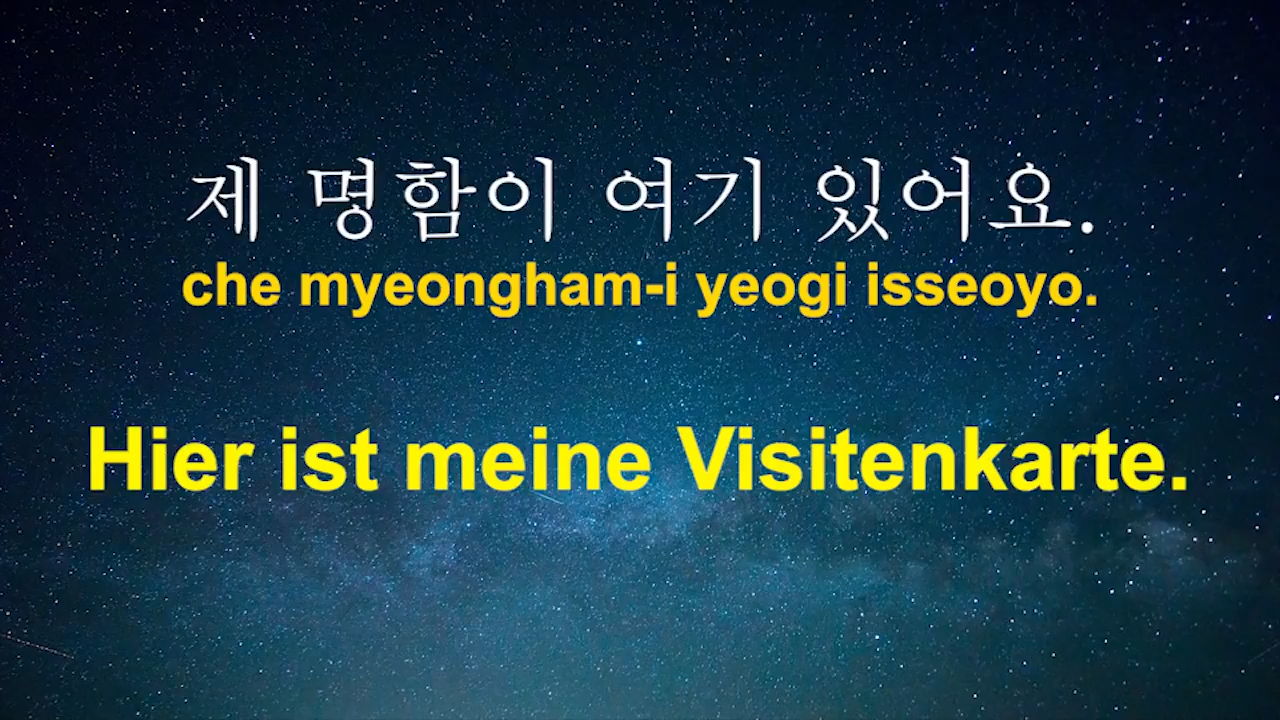 제 명함이 여기 있어요.
che myeongham-i yeogi isseoyo.
Hier ist meine Visitenkarte.